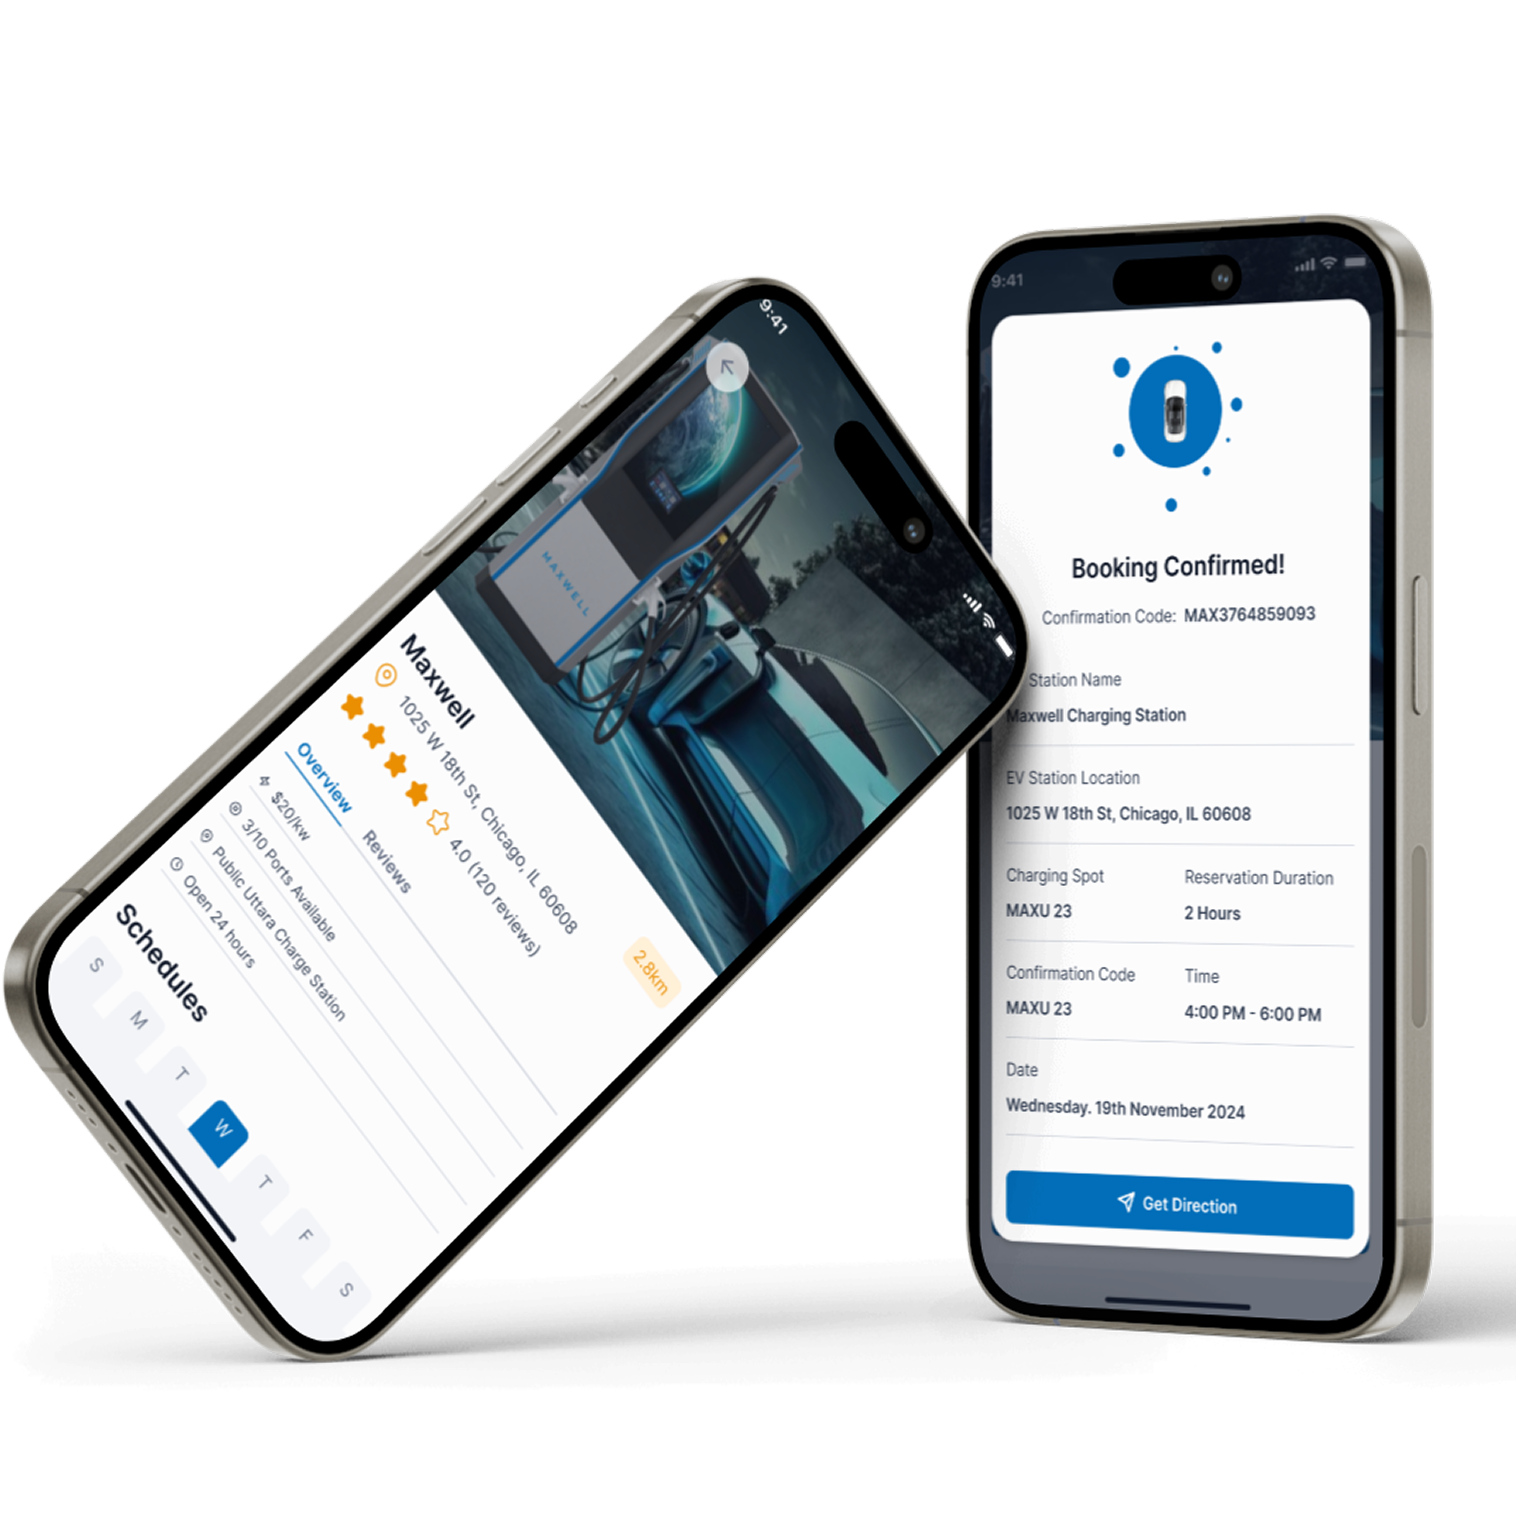 9:41
MAXWELL
Maxwell
1025 W 18th St, Chicago, IL 60608
4.0 (120 reviews)
2.8km
Overview
Reviews
$20/kw
3/10 Ports Available
Public Uttara Charge Station
Open 24 hours
Schedules
S M T W T F S
9:41
Booking Confirmed!
Confirmation Code: MAX3764859093
Station Name
Maxwell Charging Station
EV Station Location
1025 W 18th St, Chicago, IL 60608
Charging Spot Reservation Duration
MAXU 23 2 Hours
Confirmation Code Time
MAXU 23 4:00 PM - 6:00 PM
Date
Wednesday. 19th November 2024
Get Direction